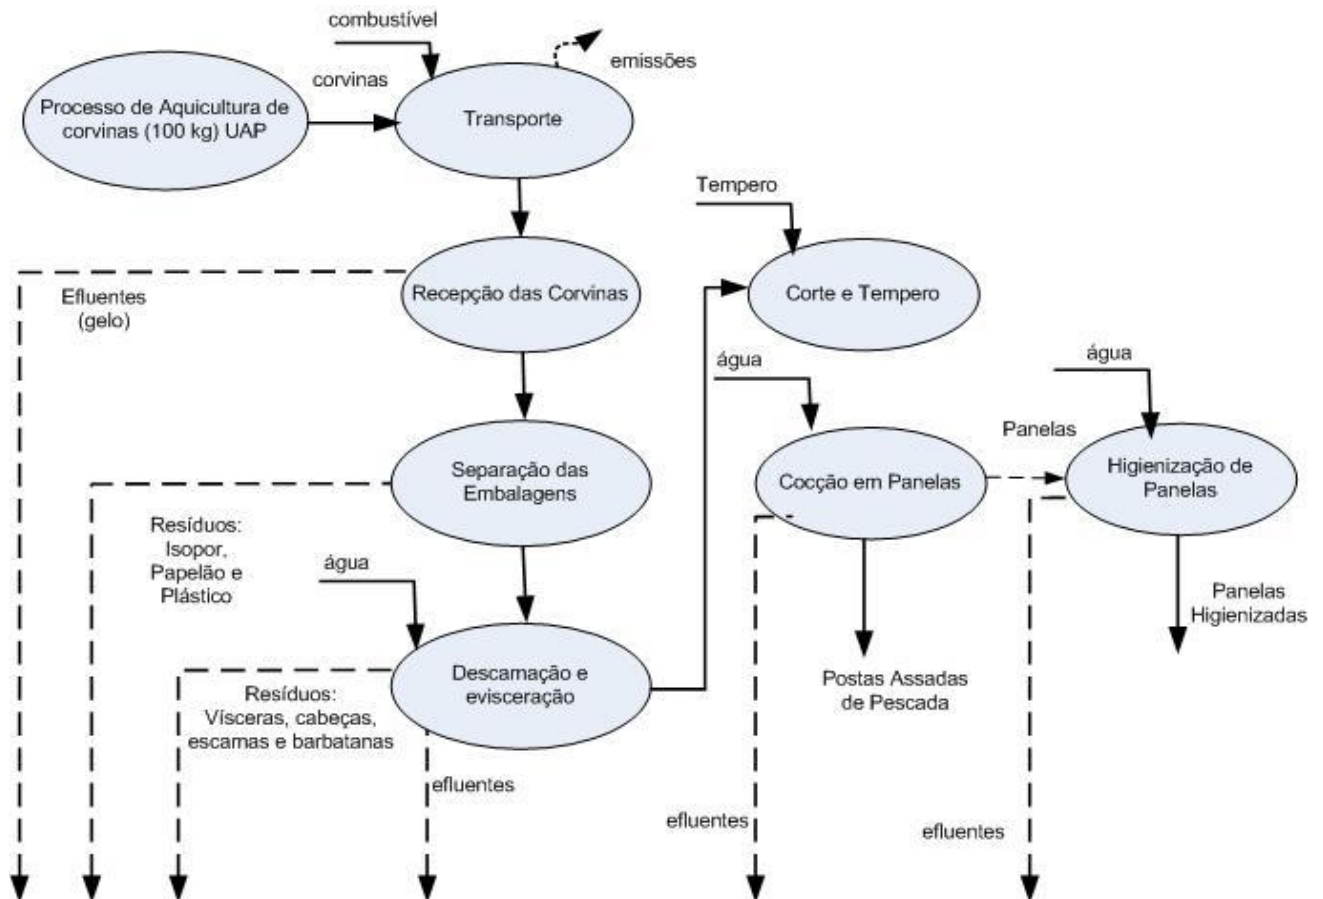 combustível
emissões
corvinas
Processo de Aquicultura de
corvinas (100 kg) UAP
Transporte
Tempero
Recepção das Corvinas
Corte e Tempero
Efluentes
(gelo)
água
água
Separação das
Embalagens
Cocção em Panelas
Panelas
Higienização de
Panelas
Resíduos:
Isopor,
Papelão e
Plástico
água
Panelas
Higienizadas
Descamação e
evisceração
Resíduos:
Vísceras, cabeças,
escamas e barbatanas
Postas Assadas
de Pescada
efluentes
efluentes
efluentes